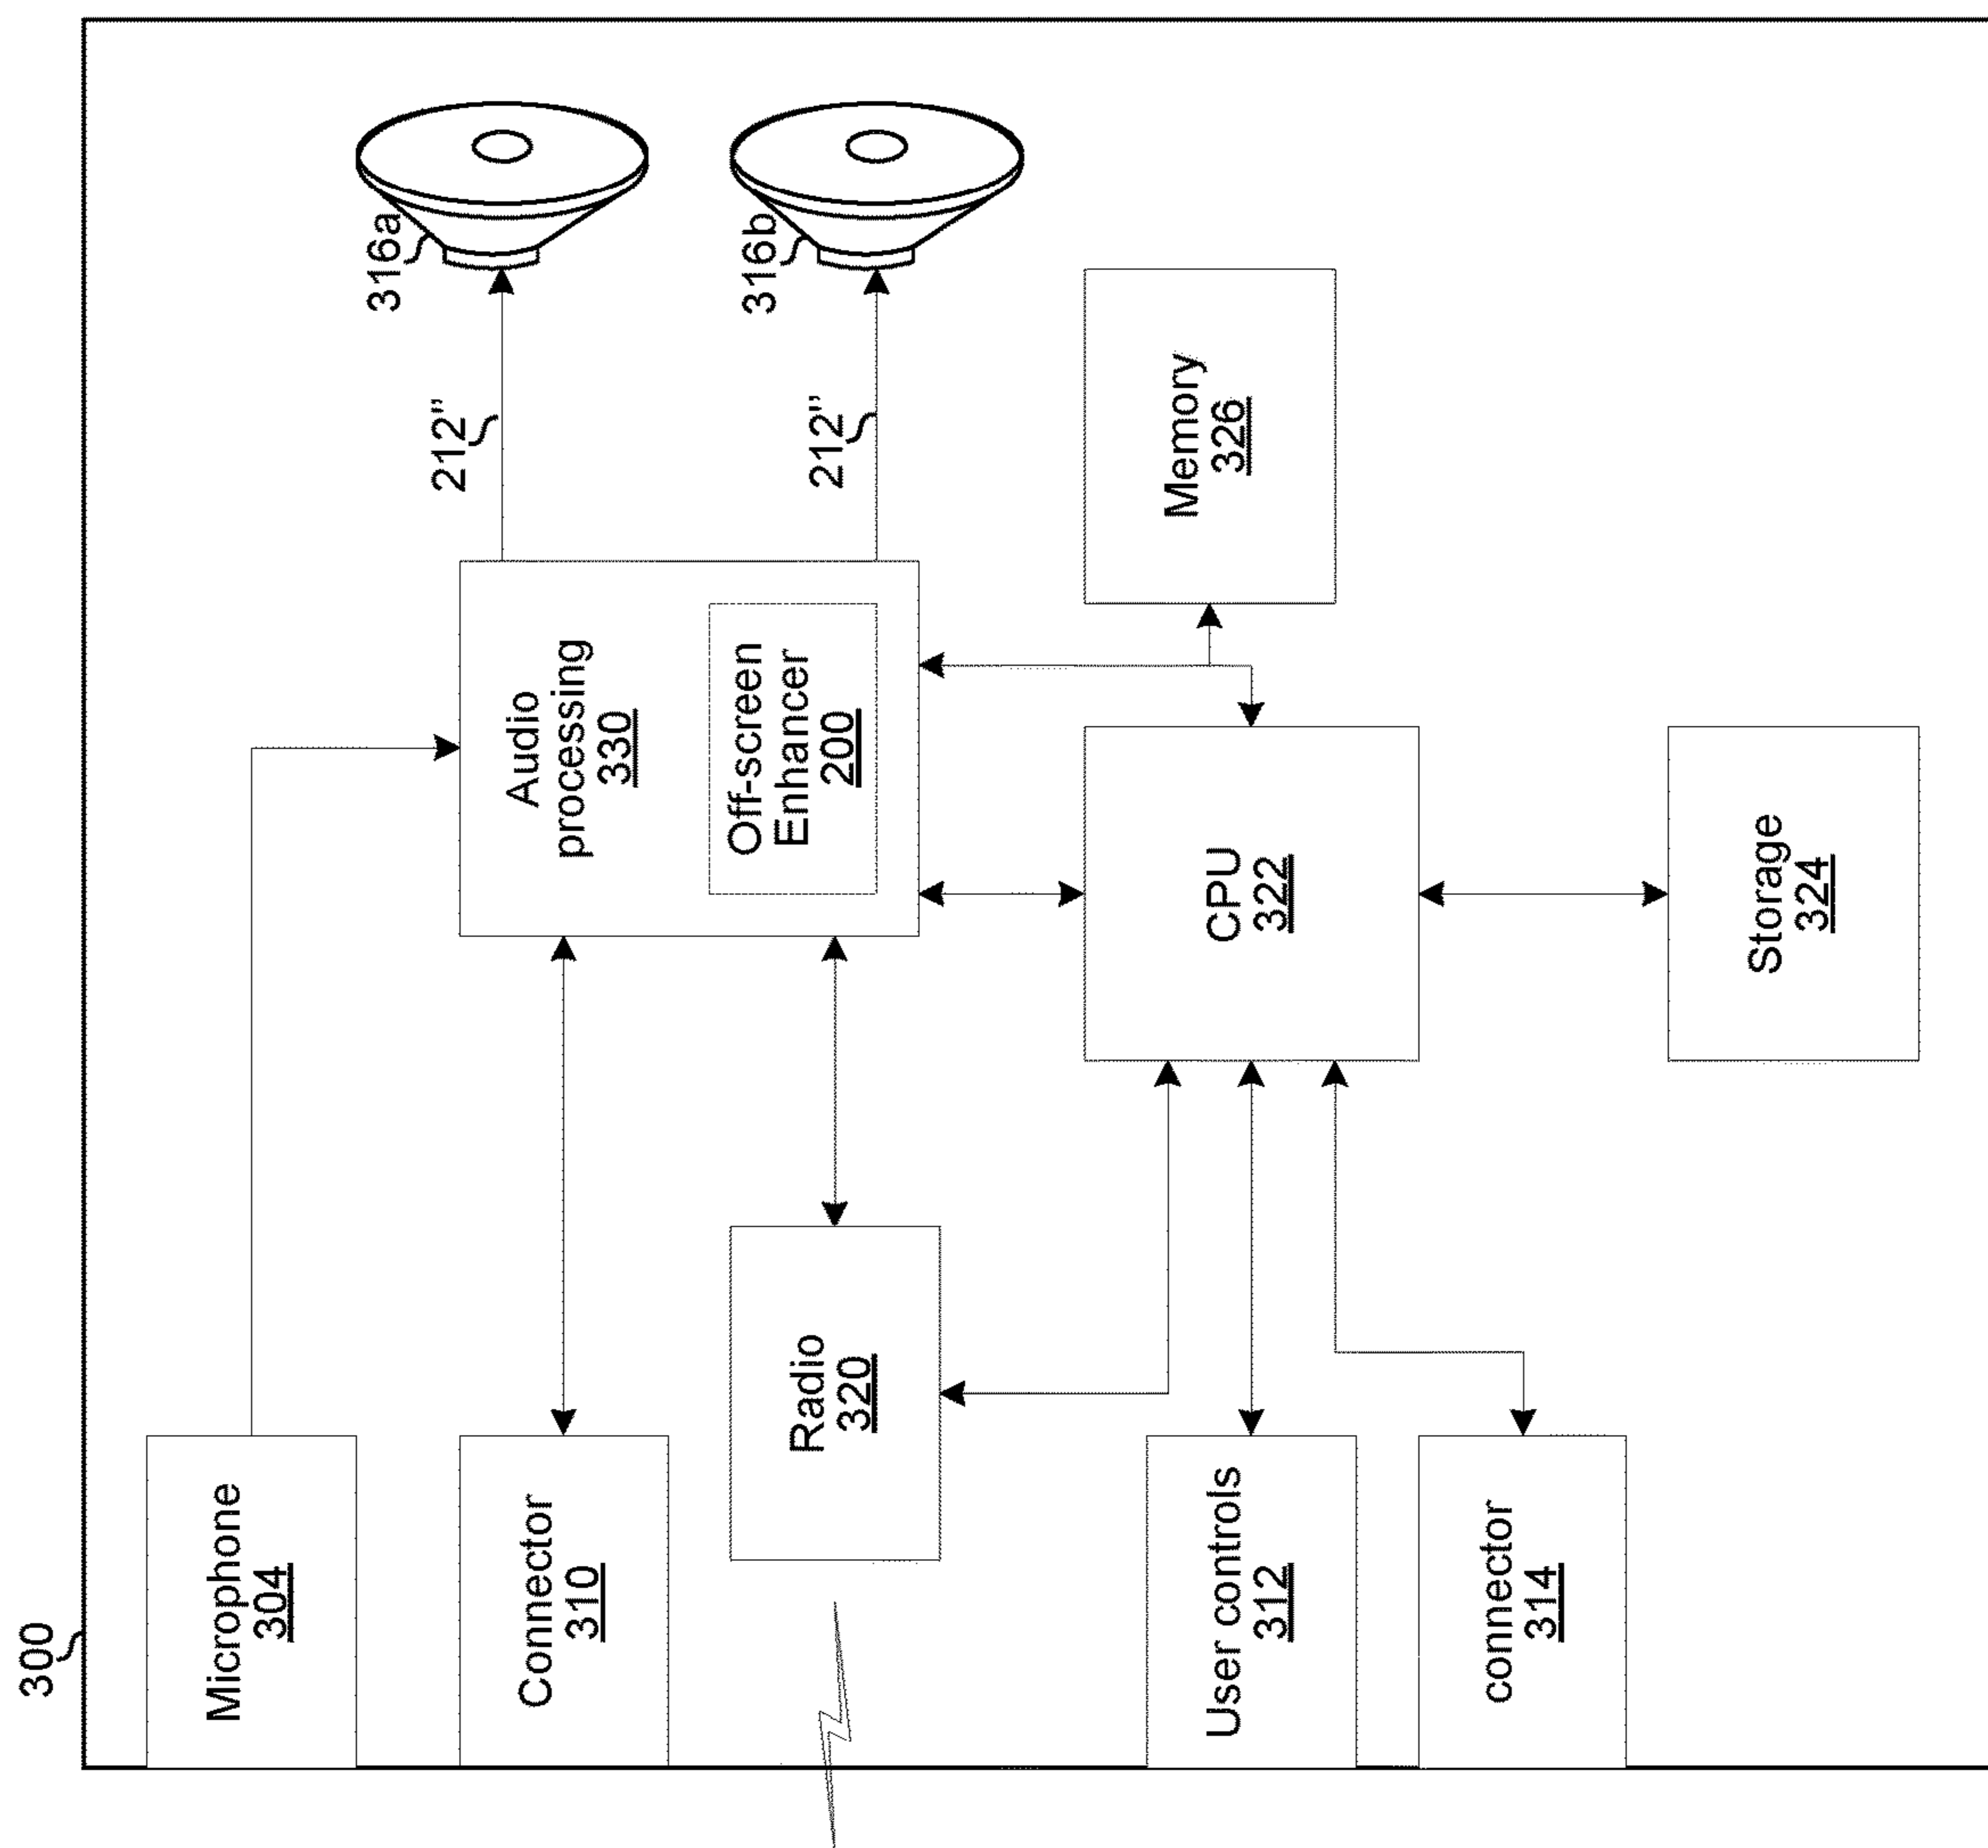 300
Microphone
304
Connector
310
Radio
320
User controls
312
connector
314
Audio
processing
330
Off-screen
Enhancer
200
CPU
322
Storage
324
Memory
326
212”
212”
316a
316b